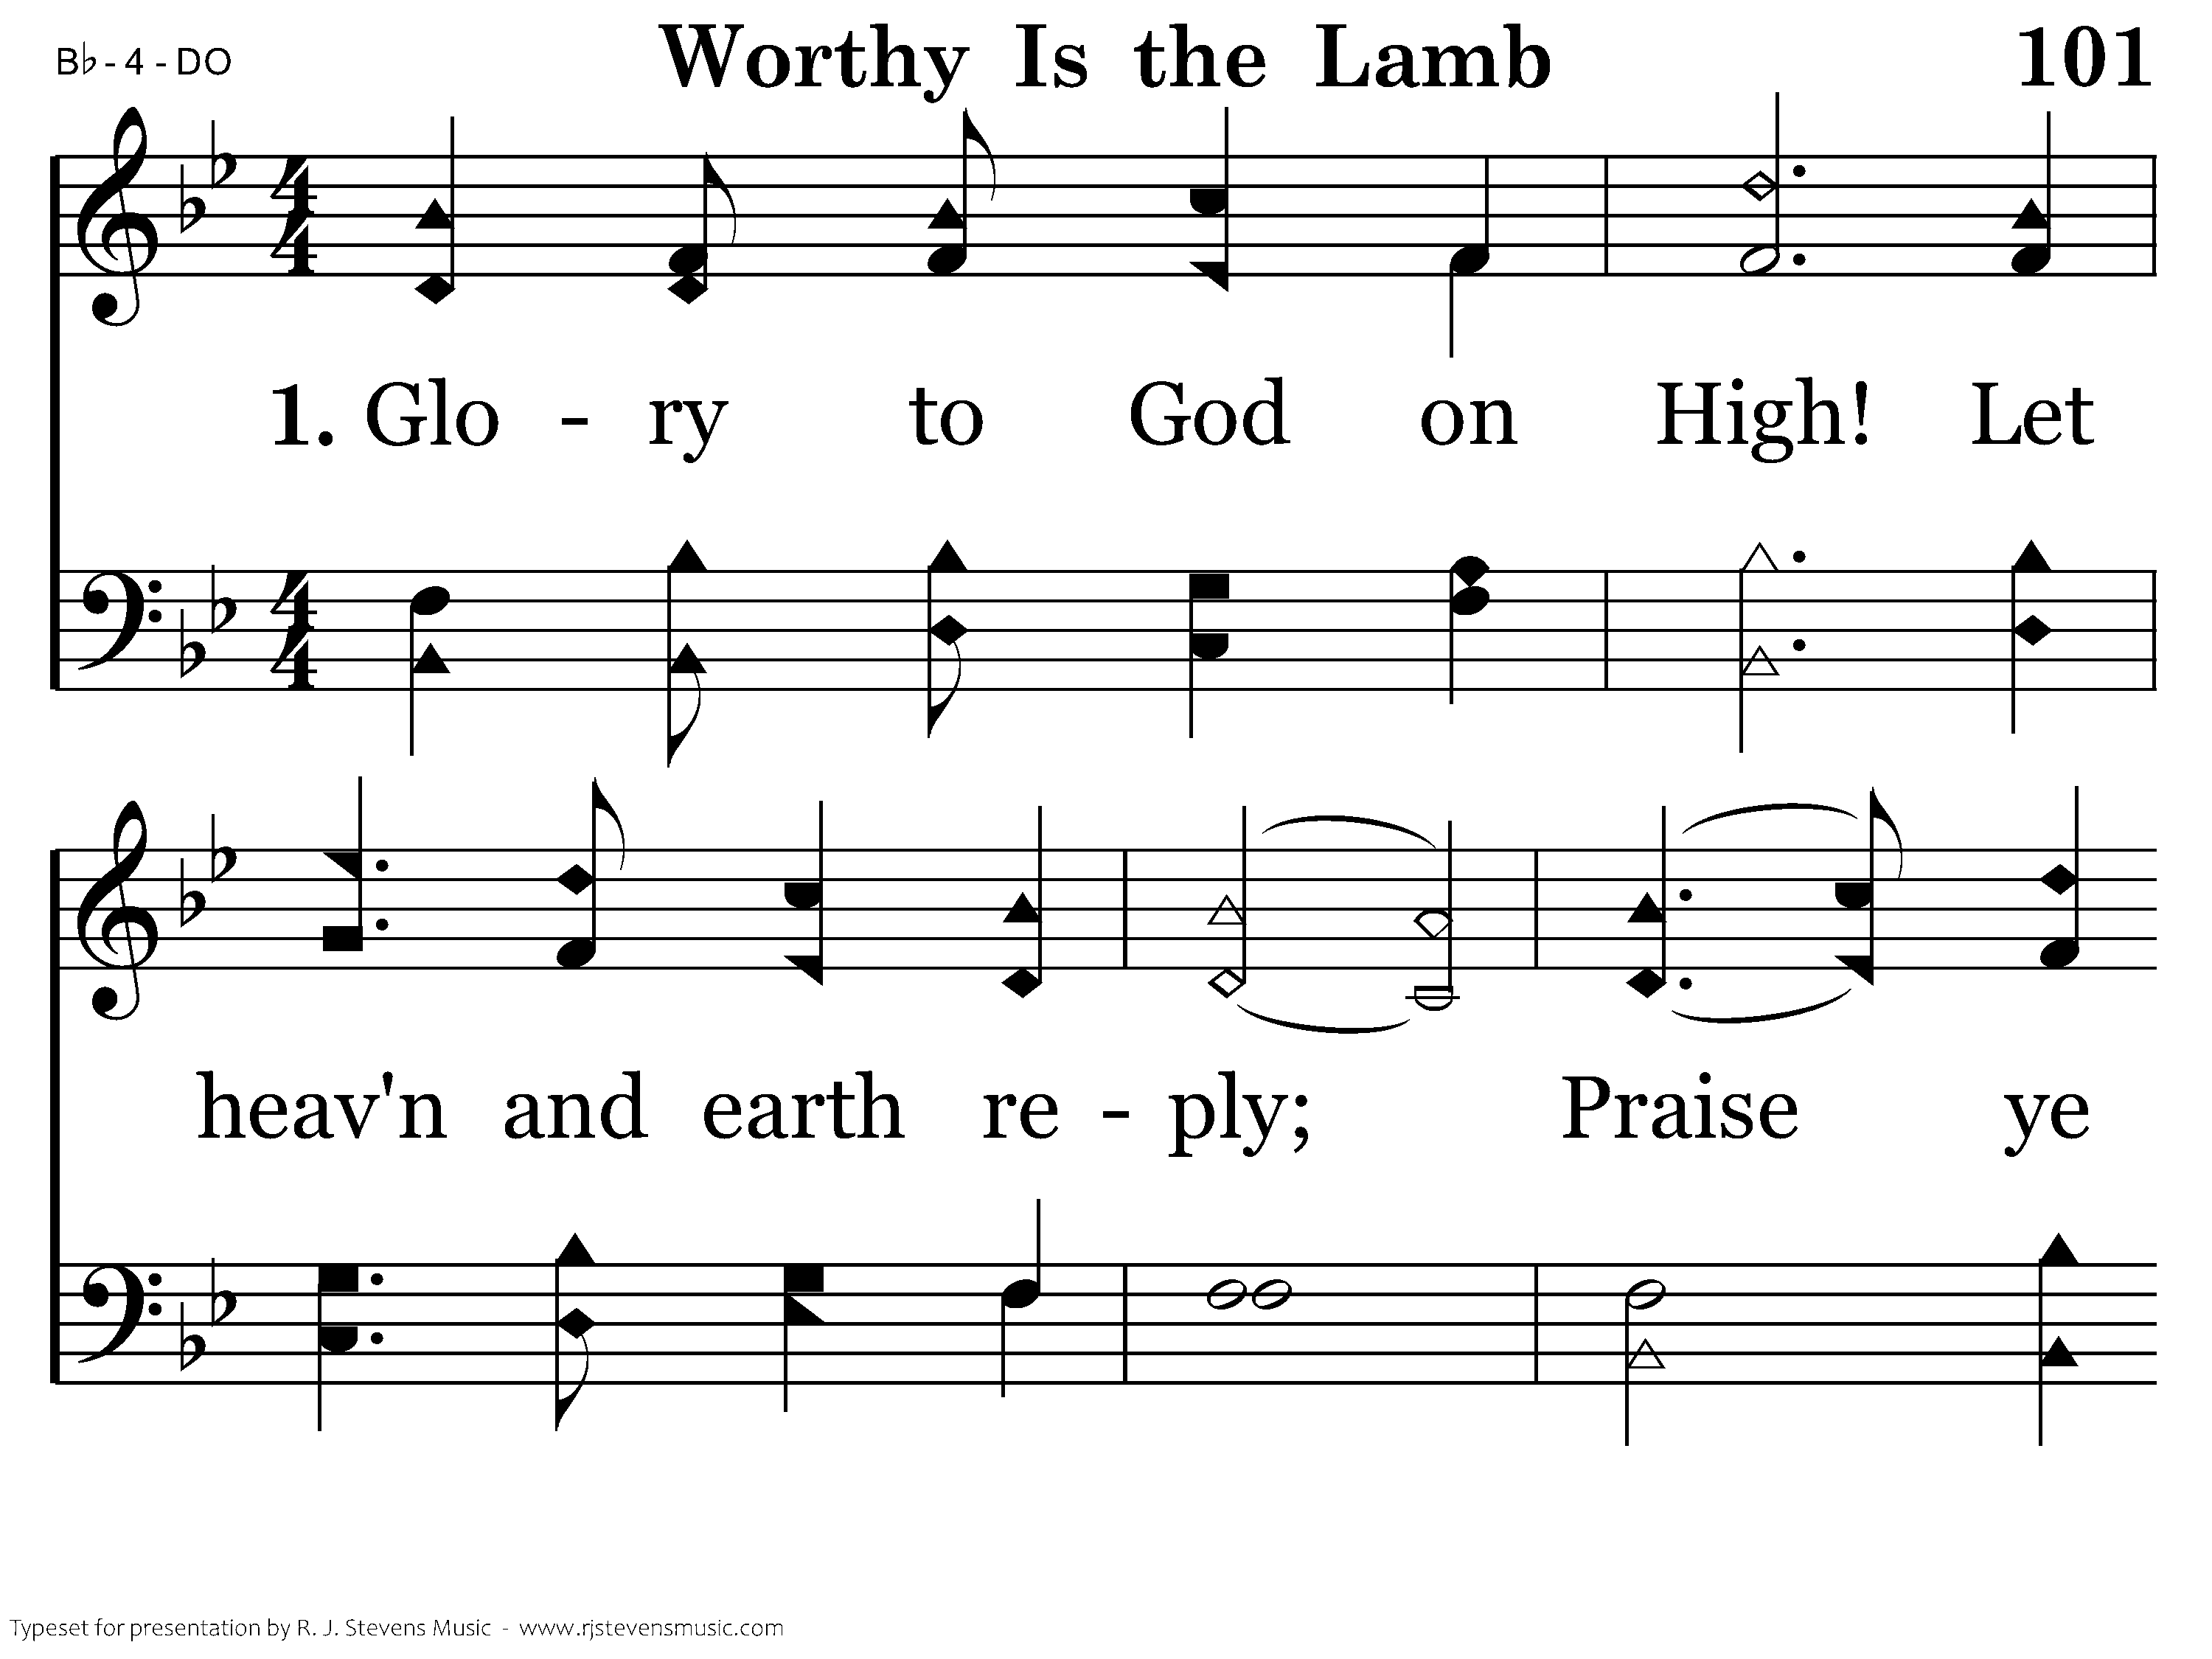 B♭ - 4 - DO
Worthy Is the Lamb
101
1. Glo - ry to God on High! Let
heav'n and earth re - ply; Praise ye
Typeset for presentation by R. J. Stevens Music - www.rjstevensmusic.com